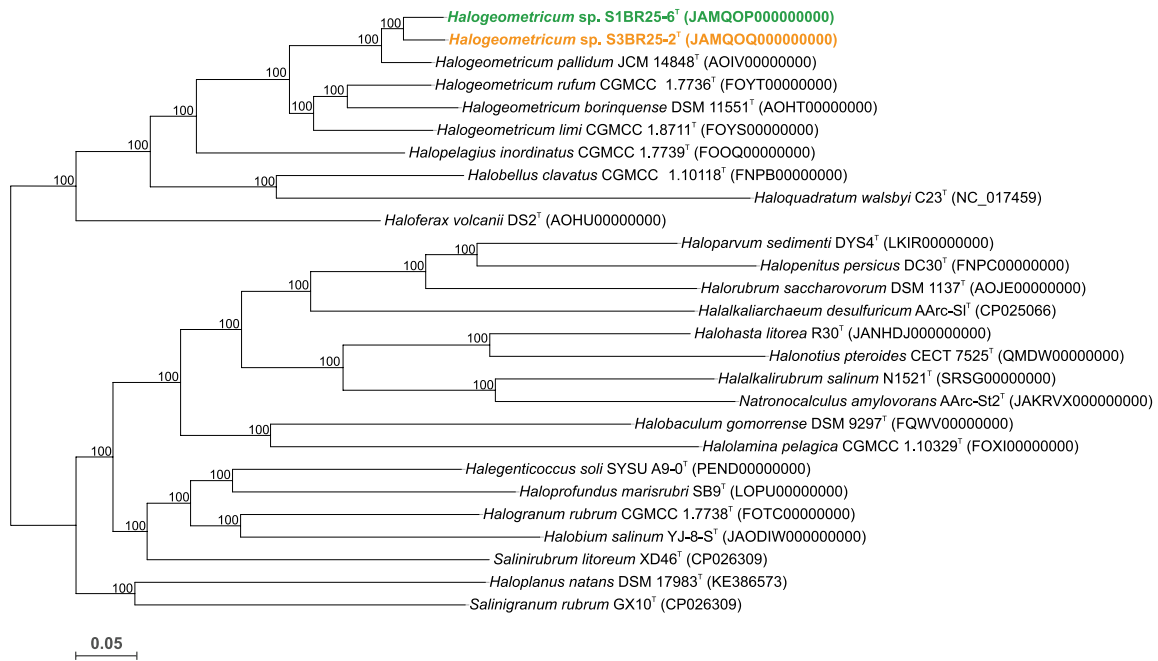 Halogeometricum sp. S1BR25-6ᵀ (JAMQOP000000000)
100
Halogeometricum sp. S3BR25-2ᵀ (JAMQOQ000000000)
100
Halogeometricum pallidum JCM 14848ᵀ (AOIV00000000)
100
Halogeometricum rufum CGMCC 1.7736ᵀ (FOYT00000000)
100
Halogeometricum borinquense DSM 11551ᵀ (AOHT00000000)
100
100
Halogeometricum limi CGMCC 1.8711ᵀ (FOYS00000000)
100
Halopelagius inordinatus CGMCC 1.7739ᵀ (FOOQ00000000)
100
Halobellus clavatus CGMCC 1.10118ᵀ (FNPB00000000)
100
100
Haloquadratum walsbyi C23ᵀ (NC_017459)
Haloferax volcanii DS2ᵀ (AOHU00000000)
Haloparvum sedimenti DYS4ᵀ (LKIR00000000)
100
Halopenitus persicus DC30ᵀ (FNPC00000000)
100
Halorubrum saccharovorum DSM 1137ᵀ (AOJE00000000)
100
Halalkaliarchaeum desulfuricum AArc-Slᵀ (CP025066)
100
Halohasta litorea R30ᵀ (JANHDJ000000000)
100
Halonotius pteroides CECT 7525ᵀ (QMDW00000000)
100
Halalkalirubrum salinum N1521ᵀ (SRSG00000000)
100
100
Natronocalculus amylovorans AArc-St2ᵀ (JAKRVX000000000)
Halobaculum gomorrense DSM 9297ᵀ (FQWV00000000)
100
Halolamina pelagica CGMCC 1.10329ᵀ (FOXI00000000)
100
Halegenticoccus soli SYSU A9-0ᵀ (PEND00000000)
100
100
Haloprofundus marisrubri SB9ᵀ (LOPU00000000)
Halogranum rubrum CGMCC 1.7738ᵀ (FOTC00000000)
100
100
Halobium salinum YJ-8-Sᵀ (JAODIW000000000)
Salinirubrum litoreum XD46ᵀ (CP026309)
Haloplanus natans DSM 17983ᵀ (KE386573)
100
Salinigranum rubrum GX10ᵀ (CP026309)
0.05